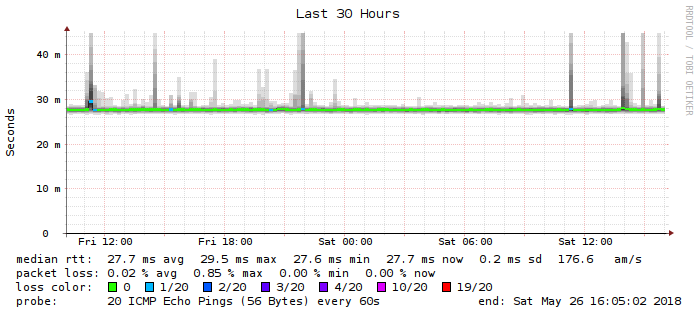 Last 30 Hours
RRDTOOL / TOBI OETIKER
Seconds
40 m
30 m
20 m
10 m
0
Fri 12:00 Fri 18:00 Sat 00:00 Sat 06:00 Sat 12:00
median rtt: 27.7 ms avg 29.5 ms max 27.6 ms min 27.7 ms now 0.2 ms sd 176.6 am/s
packet loss: 0.02 % avg 0.85 % max 0.00 % min 0.00 % now
loss color: 0 1/20 2/20 3/20 4/20 10/20 19/20
probe: 20 ICMP Echo Pings (56 Bytes) every 60s end: Sat May 26 16:05:02 2018